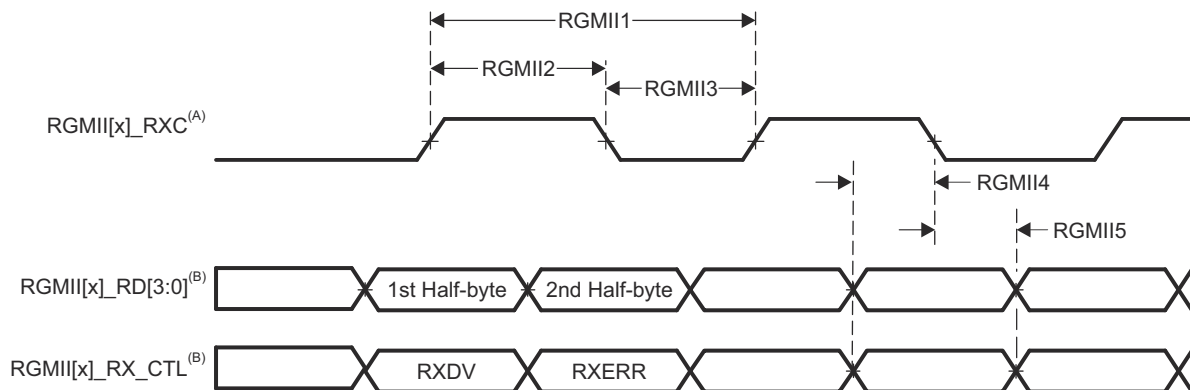 RGMII1
RGMII2
RGMII3
RGMII[x]_RXC(A)
RGMII4
RGMII5
RGMII[x]_RD[3:0](B)
1st Half-byte
2nd Half-byte
RGMII[x]_RX_CTL(B)
RXDV
RXERR